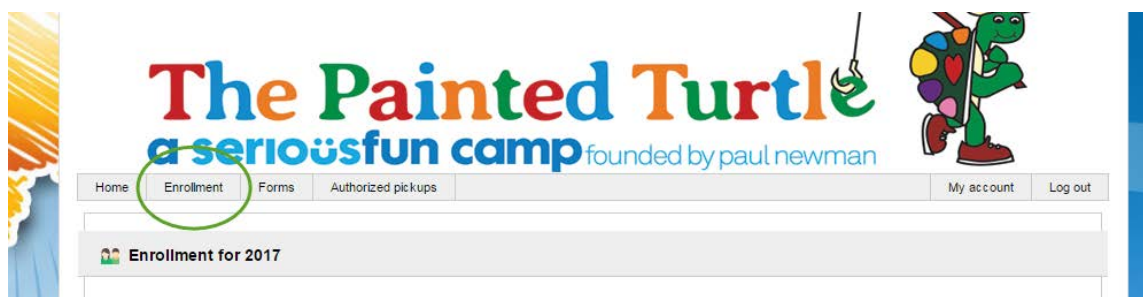 The Painted Turtle
a seriöüsfun camp founded by paul newman
Home Enrollment Forms Authorized pickups My account Log out
Enrollment for 2017